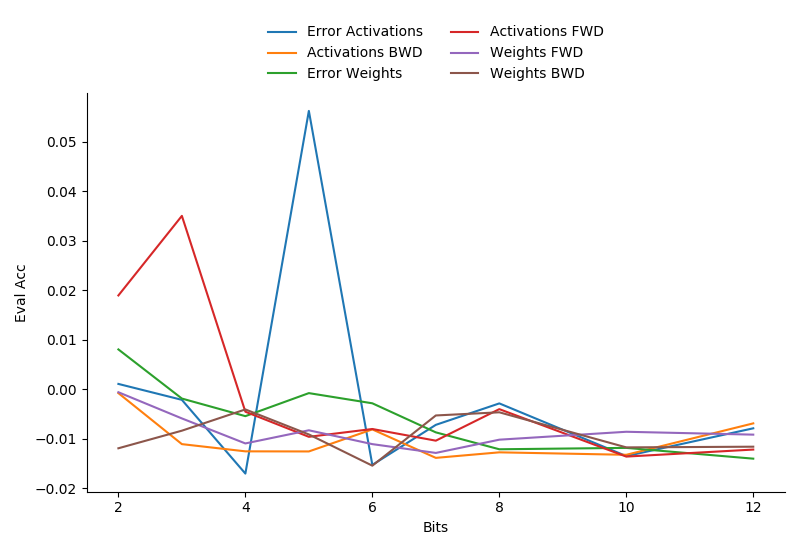 Error Activations
Activations BWD
Error Weights
Activations FWD
Weights FWD
Weights BWD
0.05
0.04
0.03
0.02
0.01
0.00
−0.01
−0.02
Eval Acc
2 4 6 8 10 12
Bits